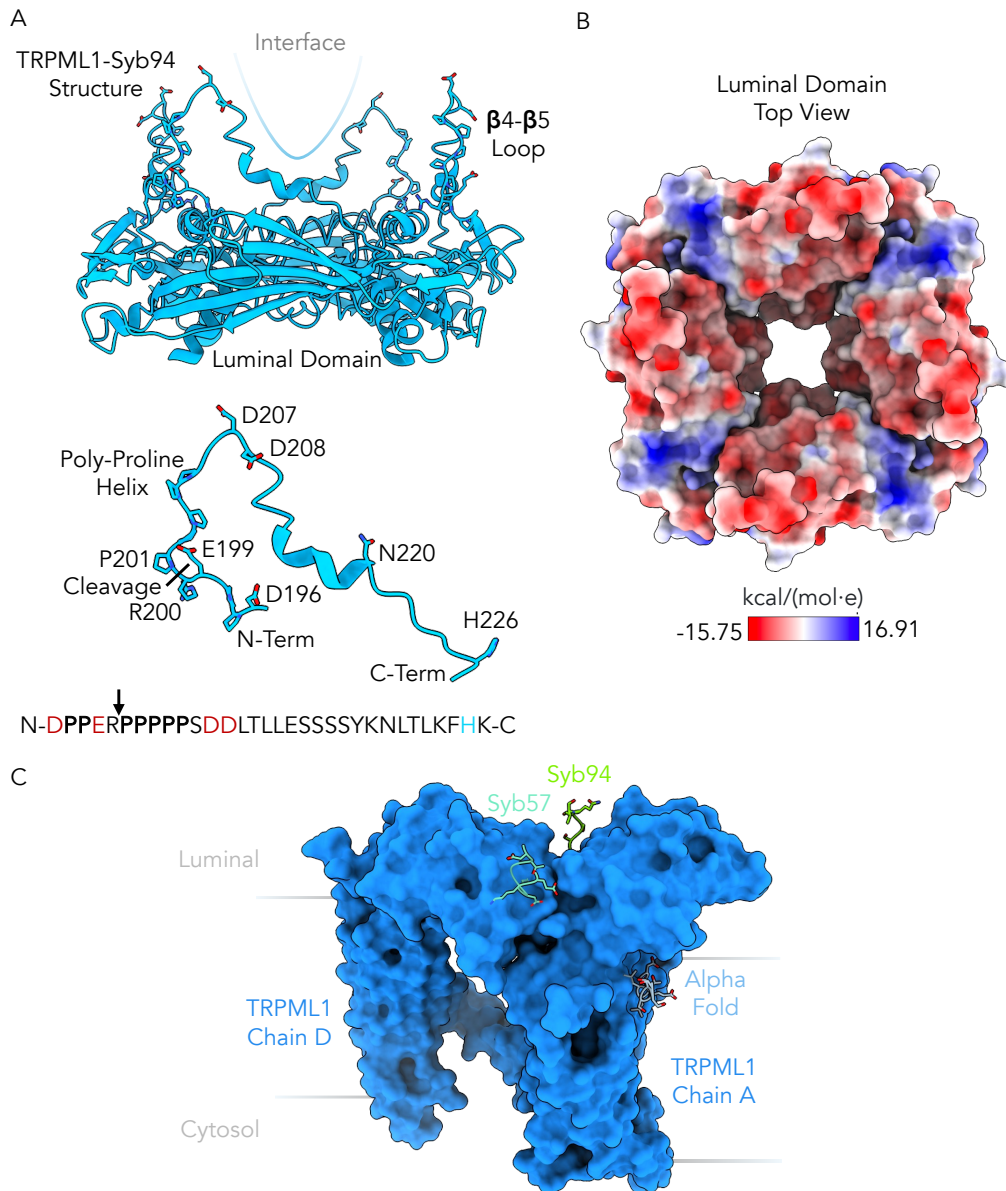 A
TRPML1-Syb94
Structure
Interface
β4-β5
Loop
Luminal Domain
D207
D208
Poly-Proline
Helix
P201
E199
Cleavage
R200
D196
N-Term
N220
H226
C-Term
N-DPPERPPPPPSDDLTLLESSSSYKNLTLKFHK-C
B
Luminal Domain
Top View
kcal/(mol·e)
-15.75
16.91
C
Syb94
Syb57
Luminal
Alpha
Fold
TRPML1
Chain D
TRPML1
Chain A
Cytosol